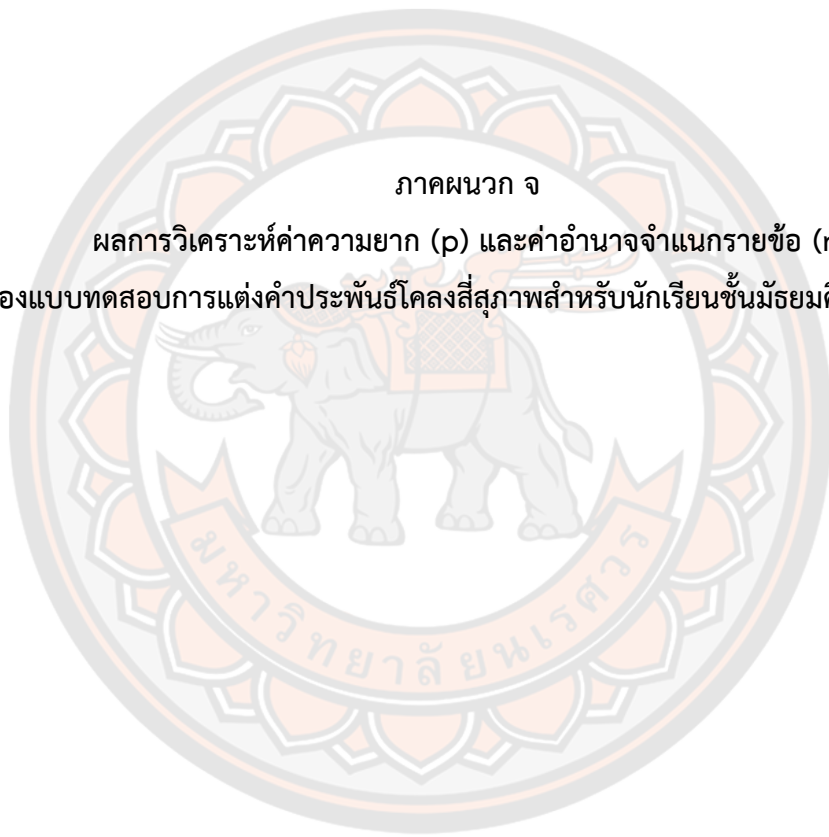 ภาคผนวก จ
ผลการวิเคราะห์ค่าความยาก (p) และค่าอำนาจจำแนกรายข้อ (r
องแบบทดสอบการแต่งคำประพันธ์โคลงสี่สุภาพสำหรับนักเรียนชั้นมัธยมศ
มหาวิทยาลัยนเรศวร